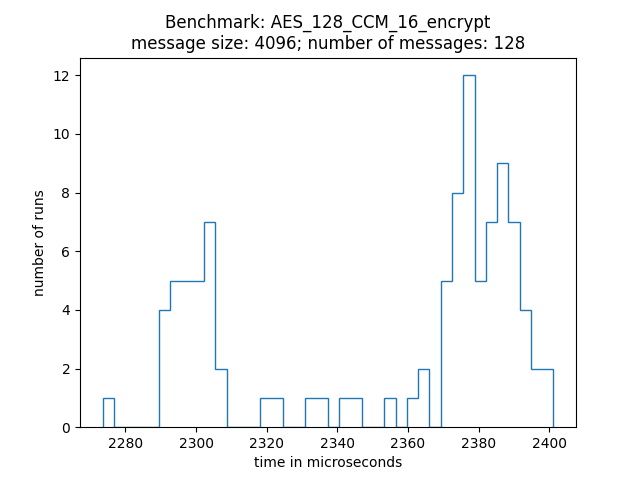 Benchmark: AES_128_CCM_16_encrypt
message size: 4096; number of messages: 128
12
10
8
6
4
2
0
number of runs
2280 2300 2320 2340 2360 2380 2400
time in microseconds